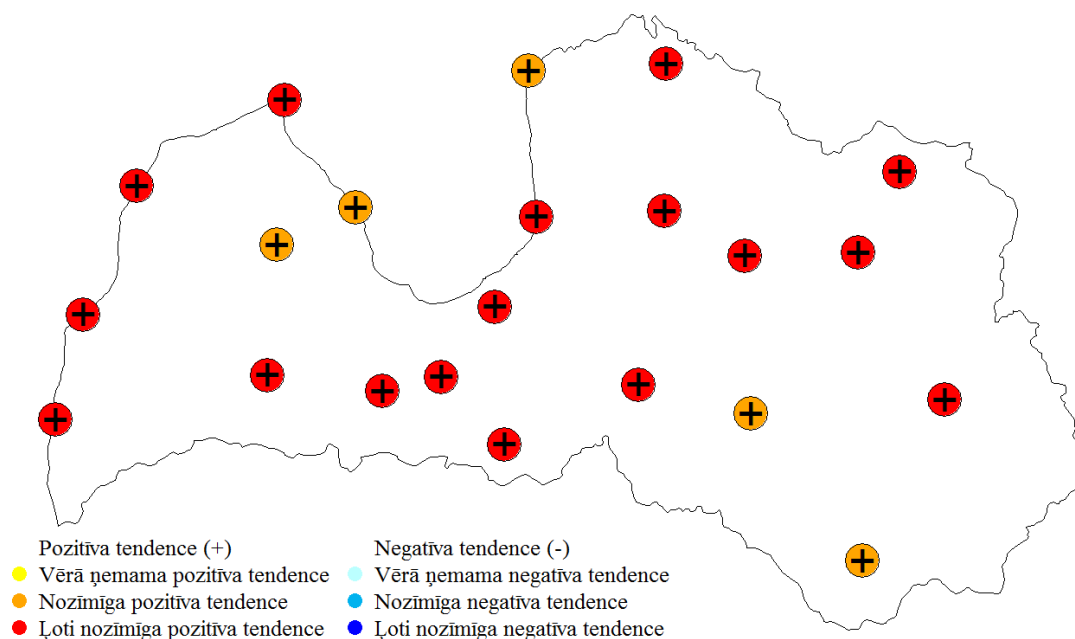 Pozitīva tendence (+)
Vērā ņemama pozitīva tendence
Nozīmīga pozitīva tendence
Ļoti nozīmīga pozitīva tendence
Negatīva tendence (-)
Vērā ņemama negatīva tendence
Nozīmīga negatīva tendence
Ļoti nozīmīga negatīva tendence